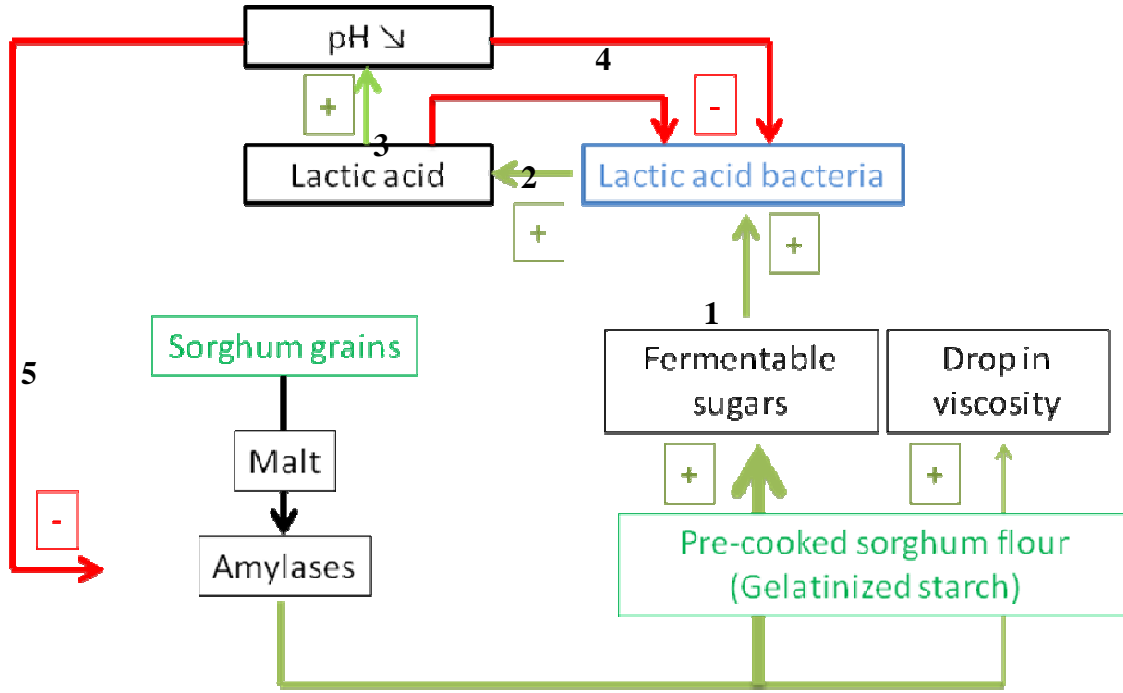 pH ↘
4
+
-
3
Lactic acid
2
Lactic acid bacteria
+
+
1
Sorghum grains
Fermentable
sugars
Drop in
viscosity
5
Malt
+
+
-
Amylases
Pre-cooked sorghum flour
(Gelatinized starch)